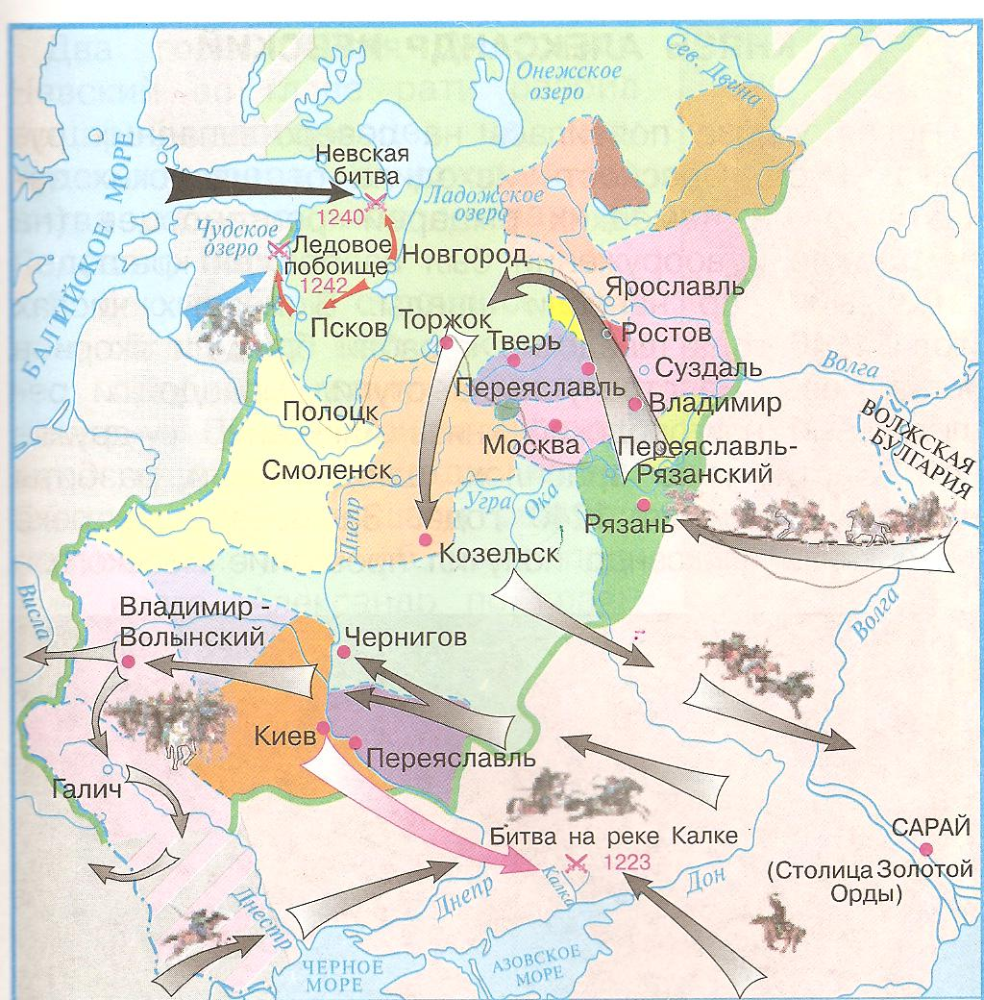 Сев. Двина
Онежское
озеро
Невская
битва
1240
Ладожское
озеро
БАЛТИЙСКОЕ МОРЕ
Чудское
озеро
Ледовое
побоище
1242
Новгород
Псков
Торжок
Ярославль
Ростов
Тверь
Суздаль
Волга
Переяславль
Владимир
ВОЛЖСКАЯ
БУЛГАРИЯ
Полоцк
Москва
Переяславль-
Рязанский
Смоленск
Угра
Ока
Днепр
Рязань
Козельск
Висла
Владимир -
Волынский
Чернигов
Волга
Киев
Переяславль
Галич
Битва на реке Калке
1223
САРАЙ
(Столица Золотой
Орды)
Калка
Днепр
Дон
Днестр
ЧЕРНОЕ
МОРЕ
АЗОВСКОЕ
МОРЕ